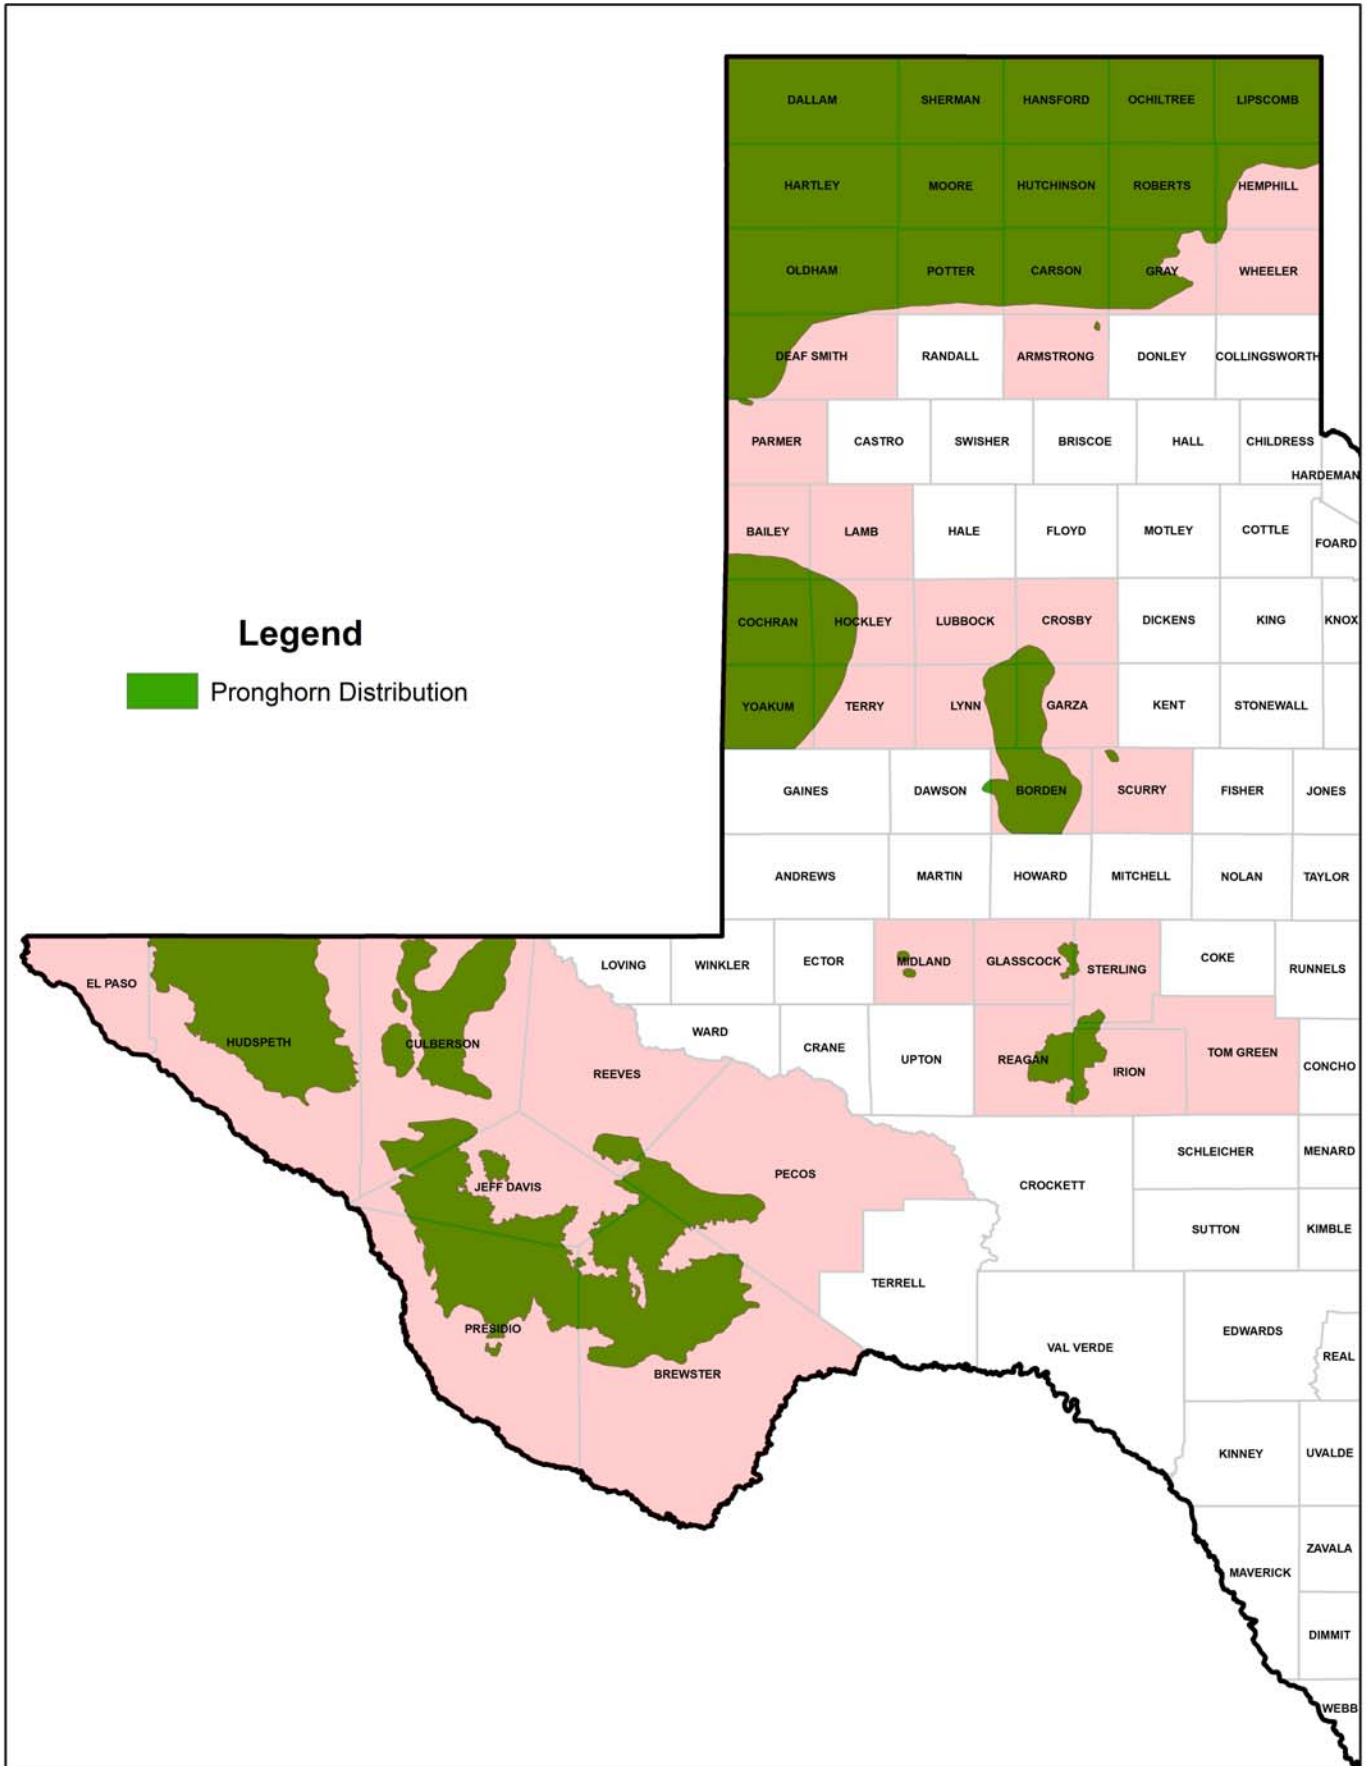 DALLAM SHERMAN HANSFORD OCHILTREE LIPSCOMB
HARTLEY MOORE HUTCHINSON ROBERTS HEMPHILL
OLDHAM POTTER CARSON GRAY WHEELER
DEAF SMITH RANDALL ARMSTRONG DONLEY COLLINGSWORTH
PARMER CASTRO SWISHER BRISCOE HALL CHILDRESS
HARDEMAN
BAILEY LAMB HALE FLOYD MOTLEY COTTLE
FOARD
Legend
Pronghorn Distribution
COCHRAN HOCKLEY LUBBOCK CROSBY DICKENS KING KNOX
YOAKUM TERRY LYNN GARZA KENT STONEWALL
GAINES DAWSON BORDEN SCURRY FISHER JONES
ANDREWS MARTIN HOWARD MITCHELL NOLAN TAYLOR
LOVING WINKLER ECTOR MIDLAND GLASSCOCK STERLING COKE RUNNELS
EL PASO
HUDSPETH CULBERSON WARD CRANE UPTON REAGAN IRION TOM GREEN CONCHO
REEVES
JEFF DAVIS PECOS CROCKETT SCHLEICHER MENARD
SUTTON KIMBLE
TERRELL
PRESIDIO VAL VERDE EDWARDS
REAL
BREWSTER
KINNEY UVALDE
ZAVALA
MAVERICK
DIMMIT
WEBB